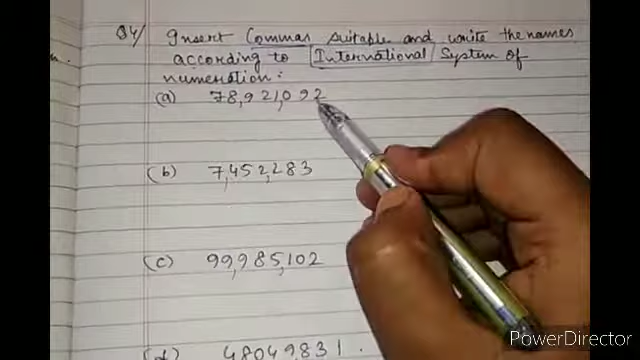 Q4/ Insert Commas suitable and write the names
according to International System of
numeration :
(a) 78,921,092
(b) 7,452,283
(c) 99,985,102
(d) 48049831.
PowerDirector